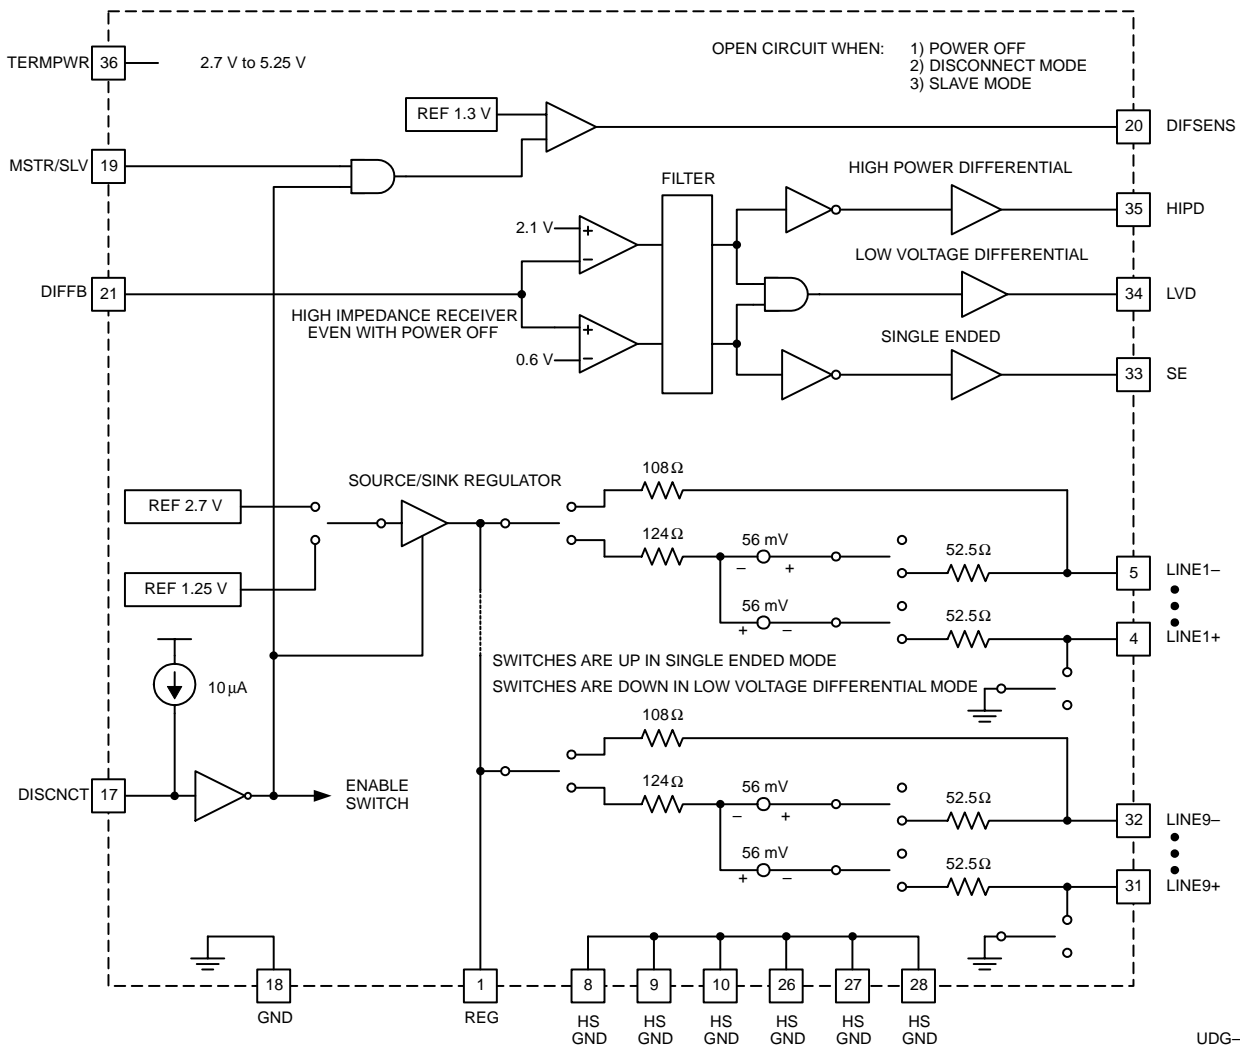 TERMPWR 36 2.7 V to 5.25 V
OPEN CIRCUIT WHEN: 1) POWER OFF
2) DISCONNECT MODE
3) SLAVE MODE
REF 1.3 V
20 DIFSENS
MSTR/SLV 19
FILTER
HIGH POWER DIFFERENTIAL
35 HIPD
2.1 V
+
–
LOW VOLTAGE DIFFERENTIAL
DIFFB 21
34 LVD
HIGH IMPEDANCE RECEIVER
EVEN WITH POWER OFF
+
–
0.6 V
SINGLE ENDED
33 SE
SOURCE/SINK REGULATOR
108Ω
REF 2.7 V
124Ω
56 mV
– +
52.5Ω
REF 1.25 V
5 LINE1–
56 mV
+ –
52.5Ω
4 LINE1+
10 µA
SWITCHES ARE UP IN SINGLE ENDED MODE
SWITCHES ARE DOWN IN LOW VOLTAGE DIFFERENTIAL MODE
108Ω
DISCNCT 17
ENABLE
SWITCH
124Ω
56 mV
– +
52.5Ω
32 LINE9–
56 mV
+ –
52.5Ω
31 LINE9+
18 1 8 9 10 26 27 28
GND REG
HS HS HS HS HS HS
GND GND GND GND GND GND
UDG–